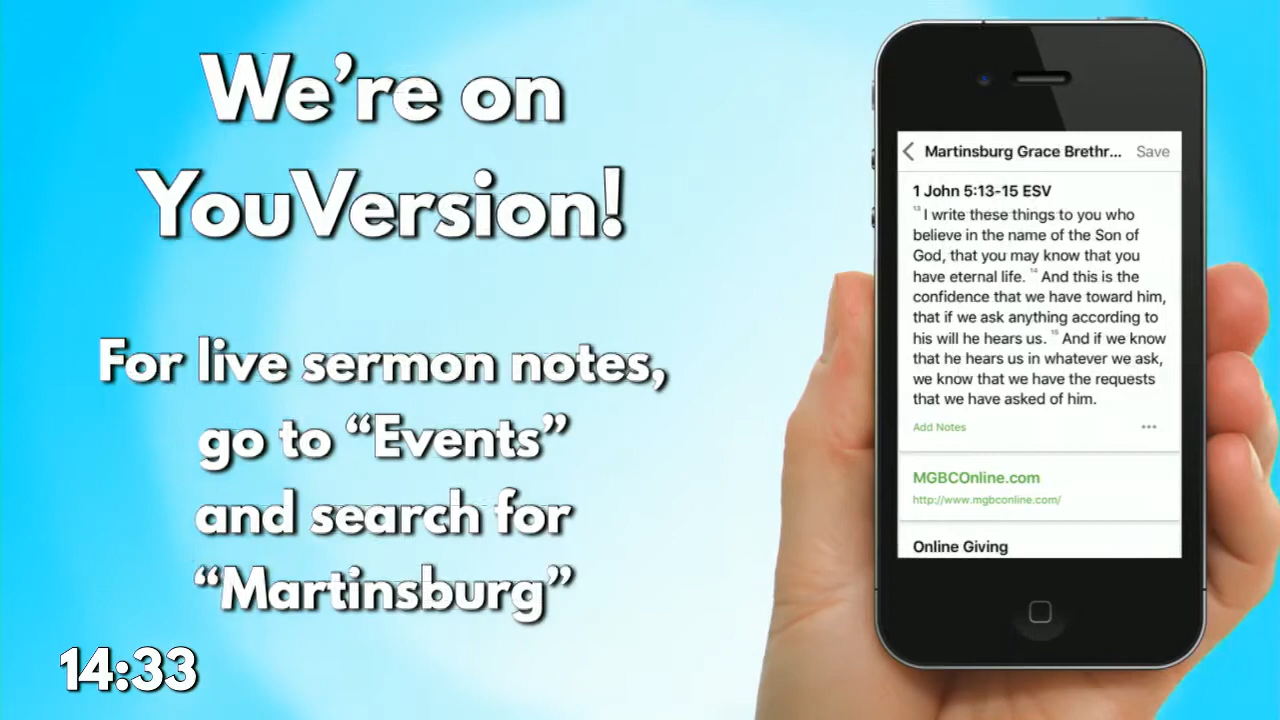 We’re on
YouVersion!
For live sermon notes,
go to “Events”
and search for
“Martinsburg”
14:33
Martinsburg Grace Brethr... Save
1 John 5:13-15 ESV
13 I write these things to you who
believe in the name of the Son of
God, that you may know that you
have eternal life. 14 And this is the
confidence that we have toward him,
that if we ask anything according to
his will he hears us. 15 And if we know
that he hears us in whatever we ask,
we know that we have the requests
that we have asked of him.
Add Notes
MGBCOnline.com
http://www.mgbconline.com/
Online Giving